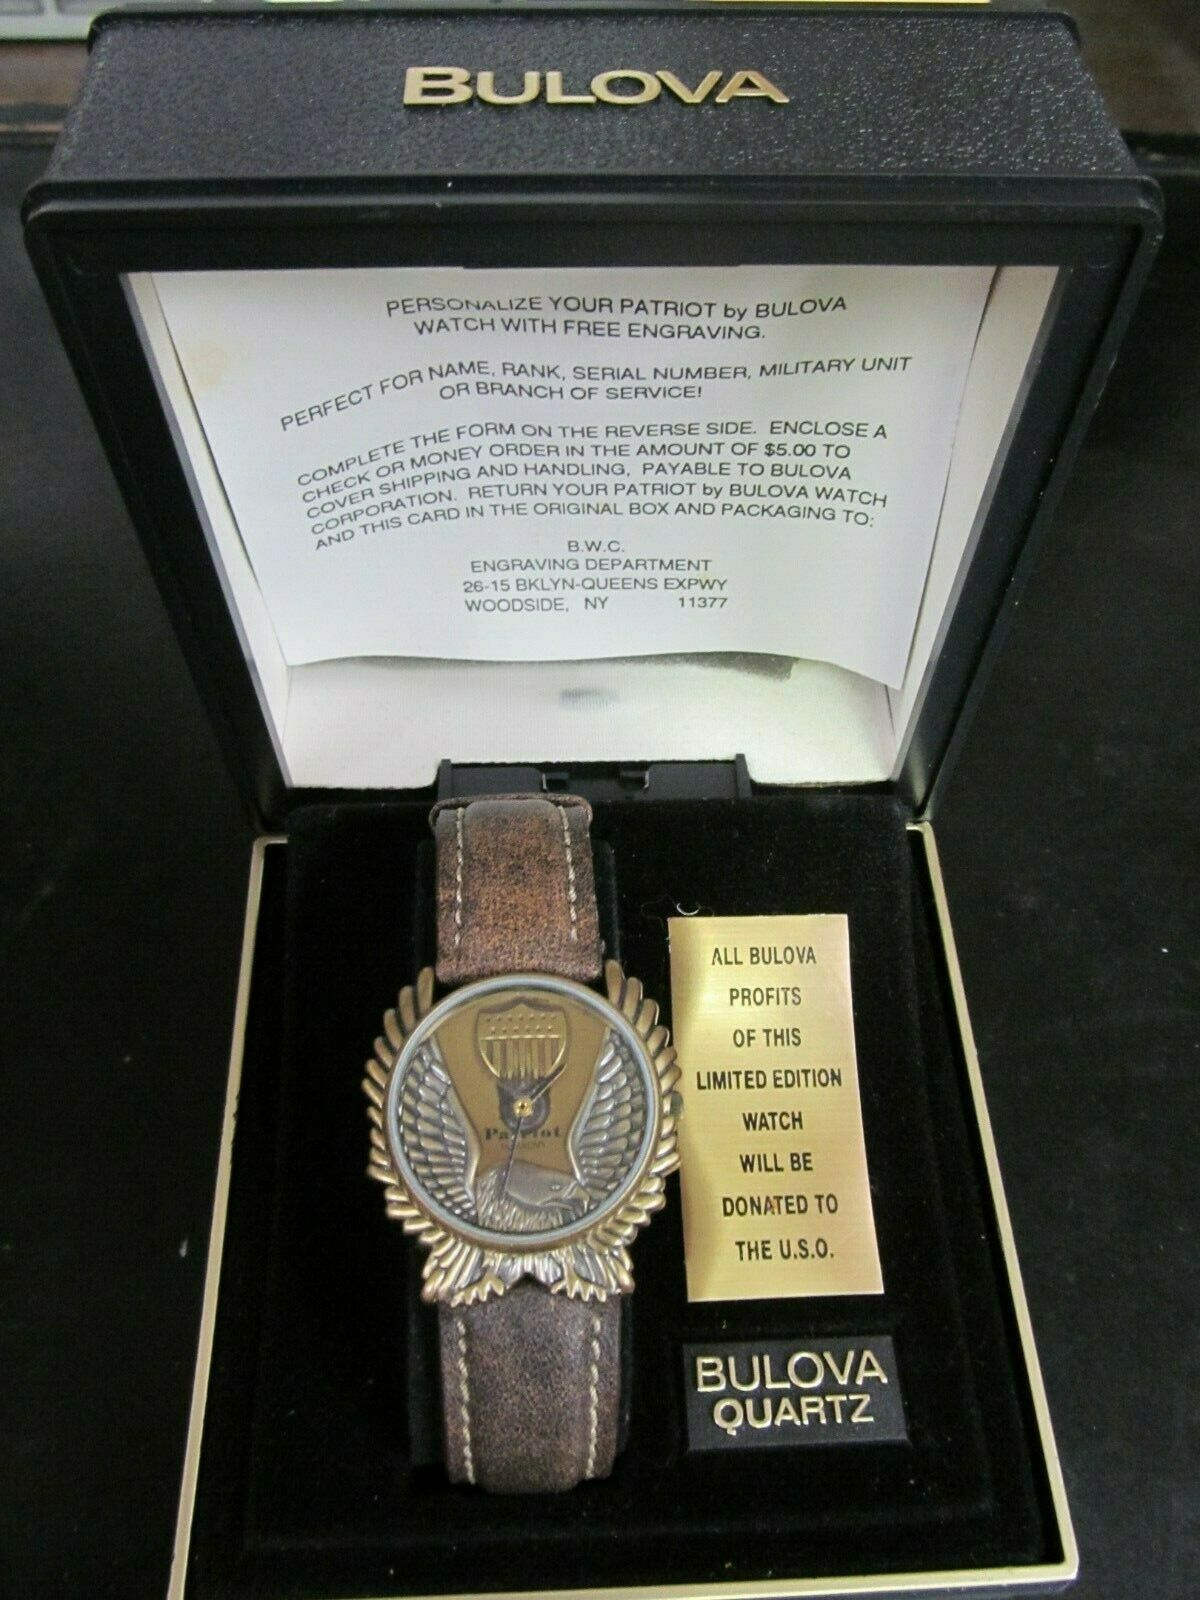 BULOVA
PERSONALIZE YOUR PATRIOT by BULOVA
WATCH WITH FREE ENGRAVING.
PERFECT FOR NAME, RANK, SERIAL NUMBER, MILITARY UNIT
OR BRANCH OF SERVICE!
COMPLETE THE FORM ON THE REVERSE SIDE. ENCLOSE A
CHECK OR MONEY ORDER IN THE AMOUNT OF $5.00 TO
COVER SHIPPING AND HANDLING, PAYABLE TO BULOVA
CORPORATION. RETURN YOUR PATRIOT by BULOVA WATCH
AND THIS CARD IN THE ORIGINAL BOX AND PACKAGING TO:
B.W.C.
ENGRAVING DEPARTMENT
26-15 BKLYN-QUEENS EXPWY
WOODSIDE, NY 11377
ALL BULOVA
PROFITS
OF THIS
LIMITED EDITION
WATCH
WILL BE
DONATED TO
THE U.S.O.
Patriot
BULOVA
QUARTZ